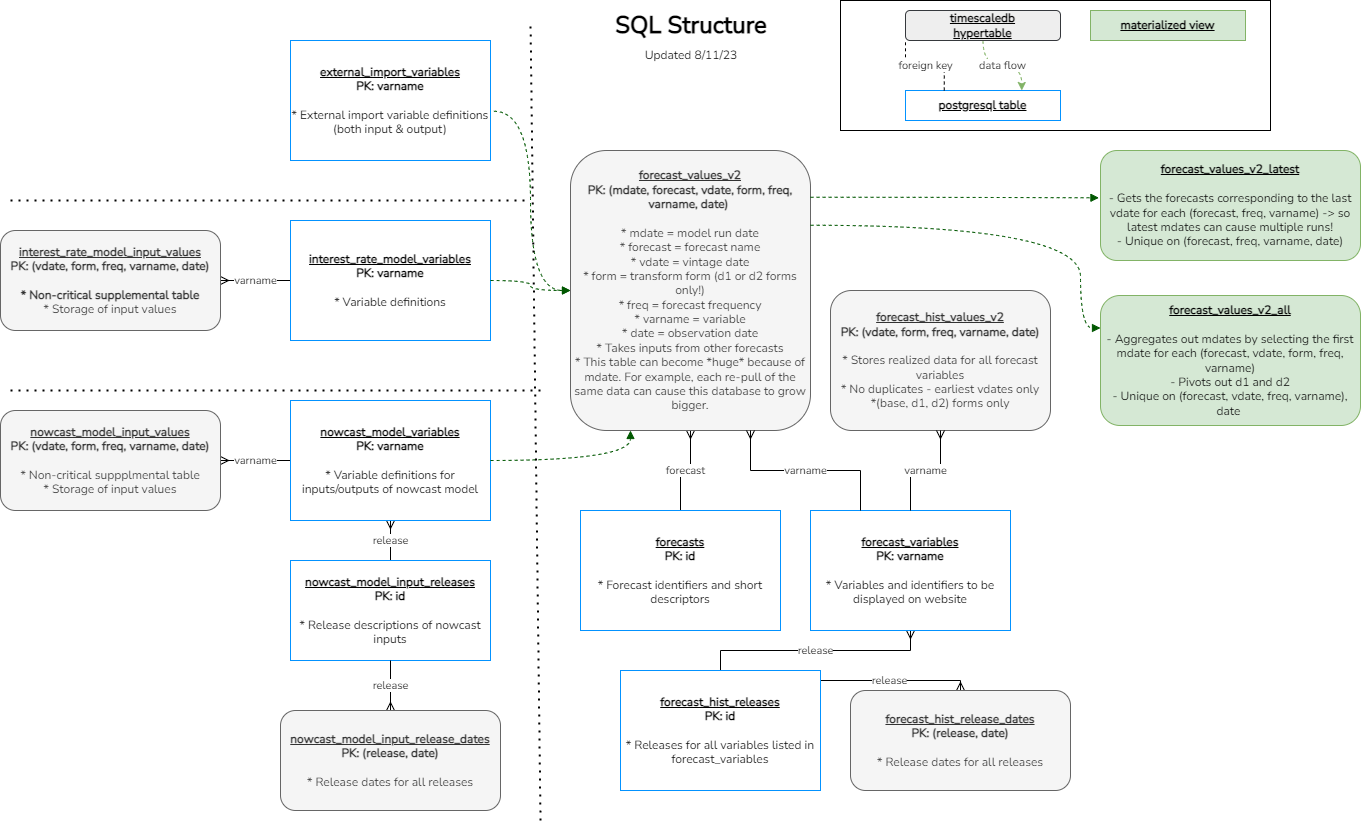 SQL Structure
Updated 8/11/23
timescaledb
hypertable
materialized view
foreign key
data flow
postgresql table
external_import_variables
PK: varname
* External import variable definitions
(both input & output)
interest_rate_model_input_values
PK: (vdate, form, freq, varname, date)
* Non-critical supplemental table
* Storage of input values
varname
interest_rate_model_variables
PK: varname
* Variable definitions
nowcast_model_input_values
PK: (vdate, form, freq, varname, date)
* Non-critical suppplmental table
* Storage of input values
varname
nowcast_model_variables
PK: varname
* Variable definitions for
inputs/outputs of nowcast model
release
nowcast_model_input_releases
PK: id
* Release descriptions of nowcast
inputs
release
nowcast_model_input_release_dates
PK: (release, date)
* Release dates for all releases
forecast_values_v2
PK: (mdate, forecast, vdate, form, freq,
varname, date)
* mdate = model run date
* forecast = forecast name
* vdate = vintage date
* form = transform form (d1 or d2 forms
only!)
* freq = forecast frequency
* varname = variable
* date = observation date
* Takes inputs from other forecasts
* This table can become *huge* because of
mdate. For example, each re-pull of the
same data can cause this database to grow
bigger.
forecast_hist_values_v2
PK: (vdate, form, freq, varname, date)
* Stores realized data for all forecast
variables
* No duplicates - earliest vdates only
*(base, d1, d2) forms only
forecast_values_v2_latest
- Gets the forecasts corresponding to the last
vdate for each (forecast, freq, varname) -> so
latest mdates can cause multiple runs!
- Unique on (forecast, freq, varname, date)
forecast_values_v2_all
- Aggregates out mdates by selecting the first
mdate for each (forecast, vdate, form, freq,
varname)
- Pivots out d1 and d2
- Unique on (forecast, vdate, freq, varname),
date
forecast
varname
varname
forecasts
PK: id
* Forecast identifiers and short
descriptors
forecast_variables
PK: varname
* Variables and identifiers to be
displayed on website
release
forecast_hist_releases
PK: id
* Releases for all variables listed in
forecast_variables
release
forecast_hist_release_dates
PK: (release, date)
* Release dates for all releases